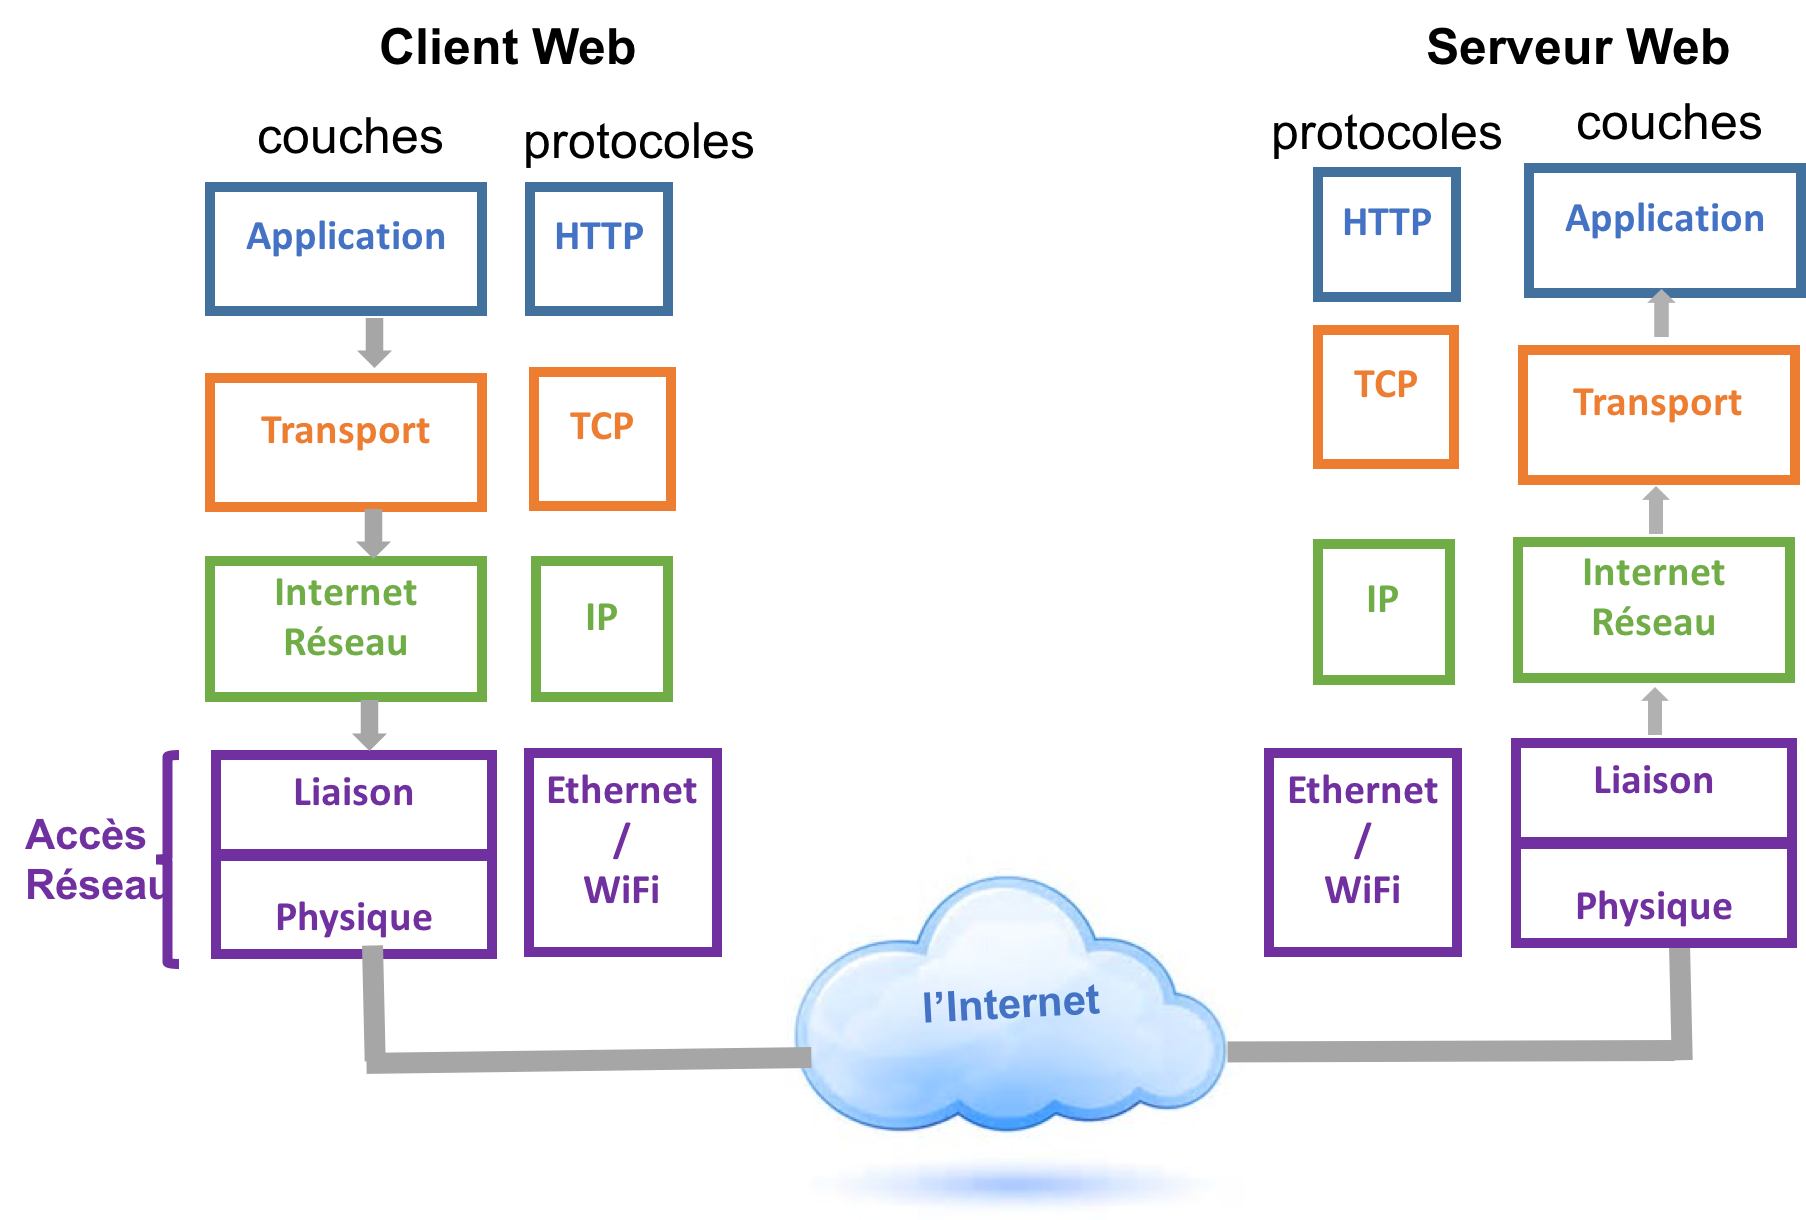 Client Web
couches
protocoles
Application
HTTP
Transport
TCP
Internet
Réseau
IP
Accès
Réseau
Liaison
Physique
Ethernet
/
WiFi
l’Internet
Serveur Web
protocoles
couches
HTTP
Application
TCP
Transport
IP
Internet
Réseau
Ethernet
/
WiFi
Liaison
Physique